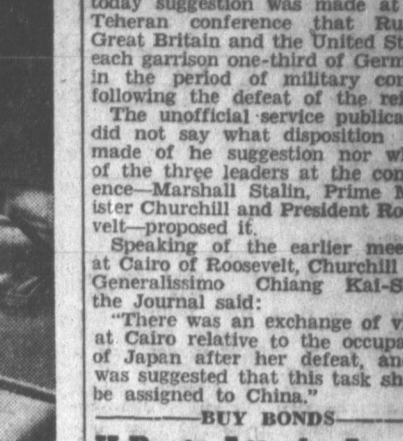 today suggestion was made at
Teheran conference that Ru
Great Britain and the United St
each garrison one-third of Germ
in the period of military con
following the defeat of the rei
The unofficial service publica
did not say what disposition
made of he suggestion nor wh
of the three leaders at the con
ence—Marshall Stalin, Prime M
ister Churchill and President Ro
velt—proposed it.
Speaking of the earlier mee
at Cairo of Roosevelt, Churchill
Generalissimo Chiang Kai-S
the Journal said:
"There was an exchange of v
at Cairo relative to the occupa
of Japan after her defeat, an
was suggested that this task sh
be assigned to China."
BUY BONDS